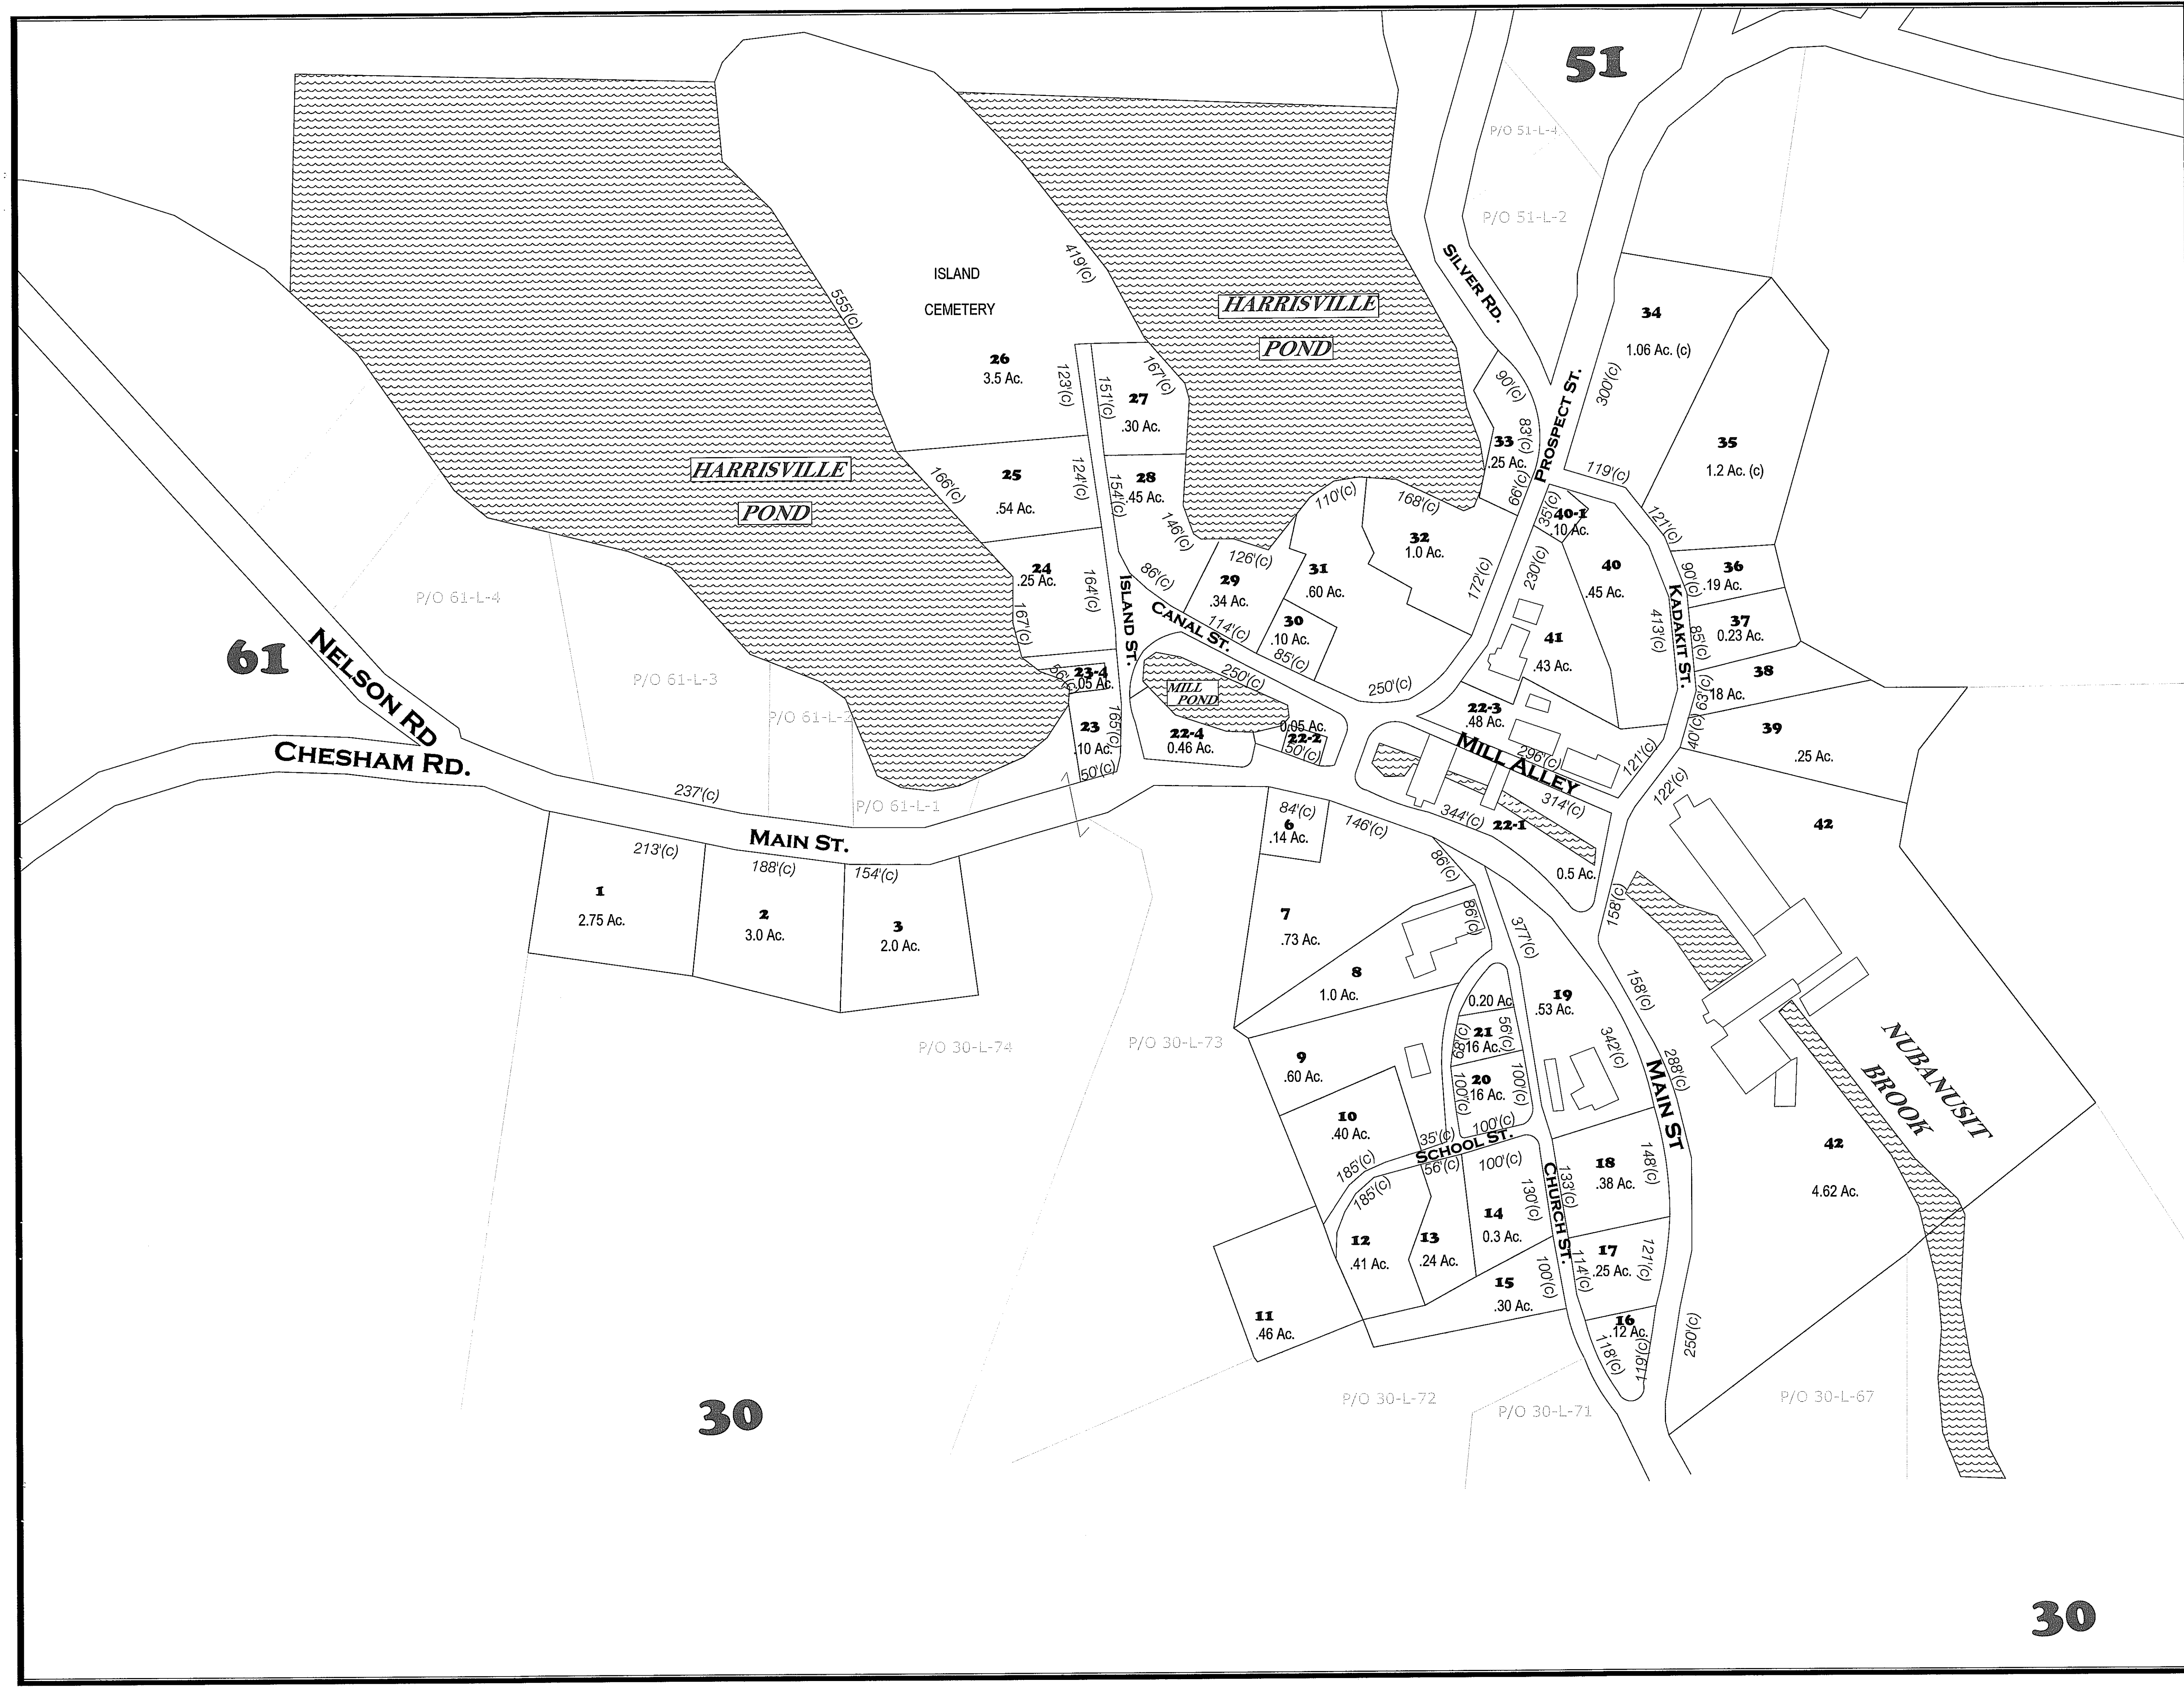 51
P/O 51-L-4
P/O 51-L-2
SILVER RD.
PROSPECT ST.
ISLAND
CEMETERY
26
3.5 Ac.
555'(c)
419'(c)
123'(c)
HARRISVILLE
POND
HARRISVILLE
POND
151'(c)
167'(c)
27
.30 Ac.
25
.54 Ac.
166'(c)
124'(c)
28
.45 Ac.
154'(c)
146'(c)
24
.25 Ac.
164'(c)
167'(c)
ISLAND ST.
86'(c)
CANAL ST.
126'(c)
29
.34 Ac.
114'(c)
110'(c)
31
.60 Ac.
30
.10 Ac.
85'(c)
168'(c)
32
1.0 Ac.
172'(c)
250'(c)
90'(c)
83'(c)
33
.25 Ac.
66'(c)
34
1.06 Ac. (c)
300'(c)
35
1.2 Ac. (c)
119'(c)
121'(c)
35'(c)
40-1
.10 Ac.
230'(c)
40
.45 Ac.
413'(c)
41
.43 Ac.
36
.19 Ac.
90'(c)
KADAKIT ST.
37
0.23 Ac.
85'(c)
38
.18 Ac.
63'(c)
39
.25 Ac.
40'(c)
121'(c)
122'(c)
56'(c)
23-4
.05 Ac.
23
.10 Ac.
165'(c)
50'(c)
MILL
POND
250'(c)
22-4
0.46 Ac.
0.05 Ac.
22-2
50'(c)
22-3
.48 Ac.
MILL ALLEY
296'(c)
314'(c)
344'(c)
22-1
0.5 Ac.
61
P/O 61-L-4
P/O 61-L-3
P/O 61-L-2
P/O 61-L-1
NELSON RD
CHESHAM RD.
237'(c)
MAIN ST.
213'(c)
188'(c)
154'(c)
1
2.75 Ac.
2
3.0 Ac.
3
2.0 Ac.
84'(c)
6
.14 Ac.
146'(c)
86'(c)
7
.73 Ac.
86'(c)
8
1.0 Ac.
377'(c)
158'(c)
158'(c)
42
0.20 Ac
19
.53 Ac.
21
.16 Ac.
68'(c)
56'(c)
342'(c)
288'(c)
MAIN ST
9
.60 Ac.
20
.16 Ac.
100'(c)
100'(c)
100'(c)
10
.40 Ac.
35'(c)
SCHOOL ST.
56'(c)
100'(c)
185'(c)
185'(c)
CHURCH ST.
133'(c)
18
.38 Ac.
148'(c)
130'(c)
12
.41 Ac.
13
.24 Ac.
14
0.3 Ac.
17
.25 Ac.
121'(c)
114'(c)
100'(c)
15
.30 Ac.
11
.46 Ac.
16
.12 Ac.
118'(c)
119'(c)
250'(c)
42
4.62 Ac.
NUBANUSIT
BROOK
P/O 30-L-74
P/O 30-L-73
P/O 30-L-72
P/O 30-L-71
P/O 30-L-67
30
30